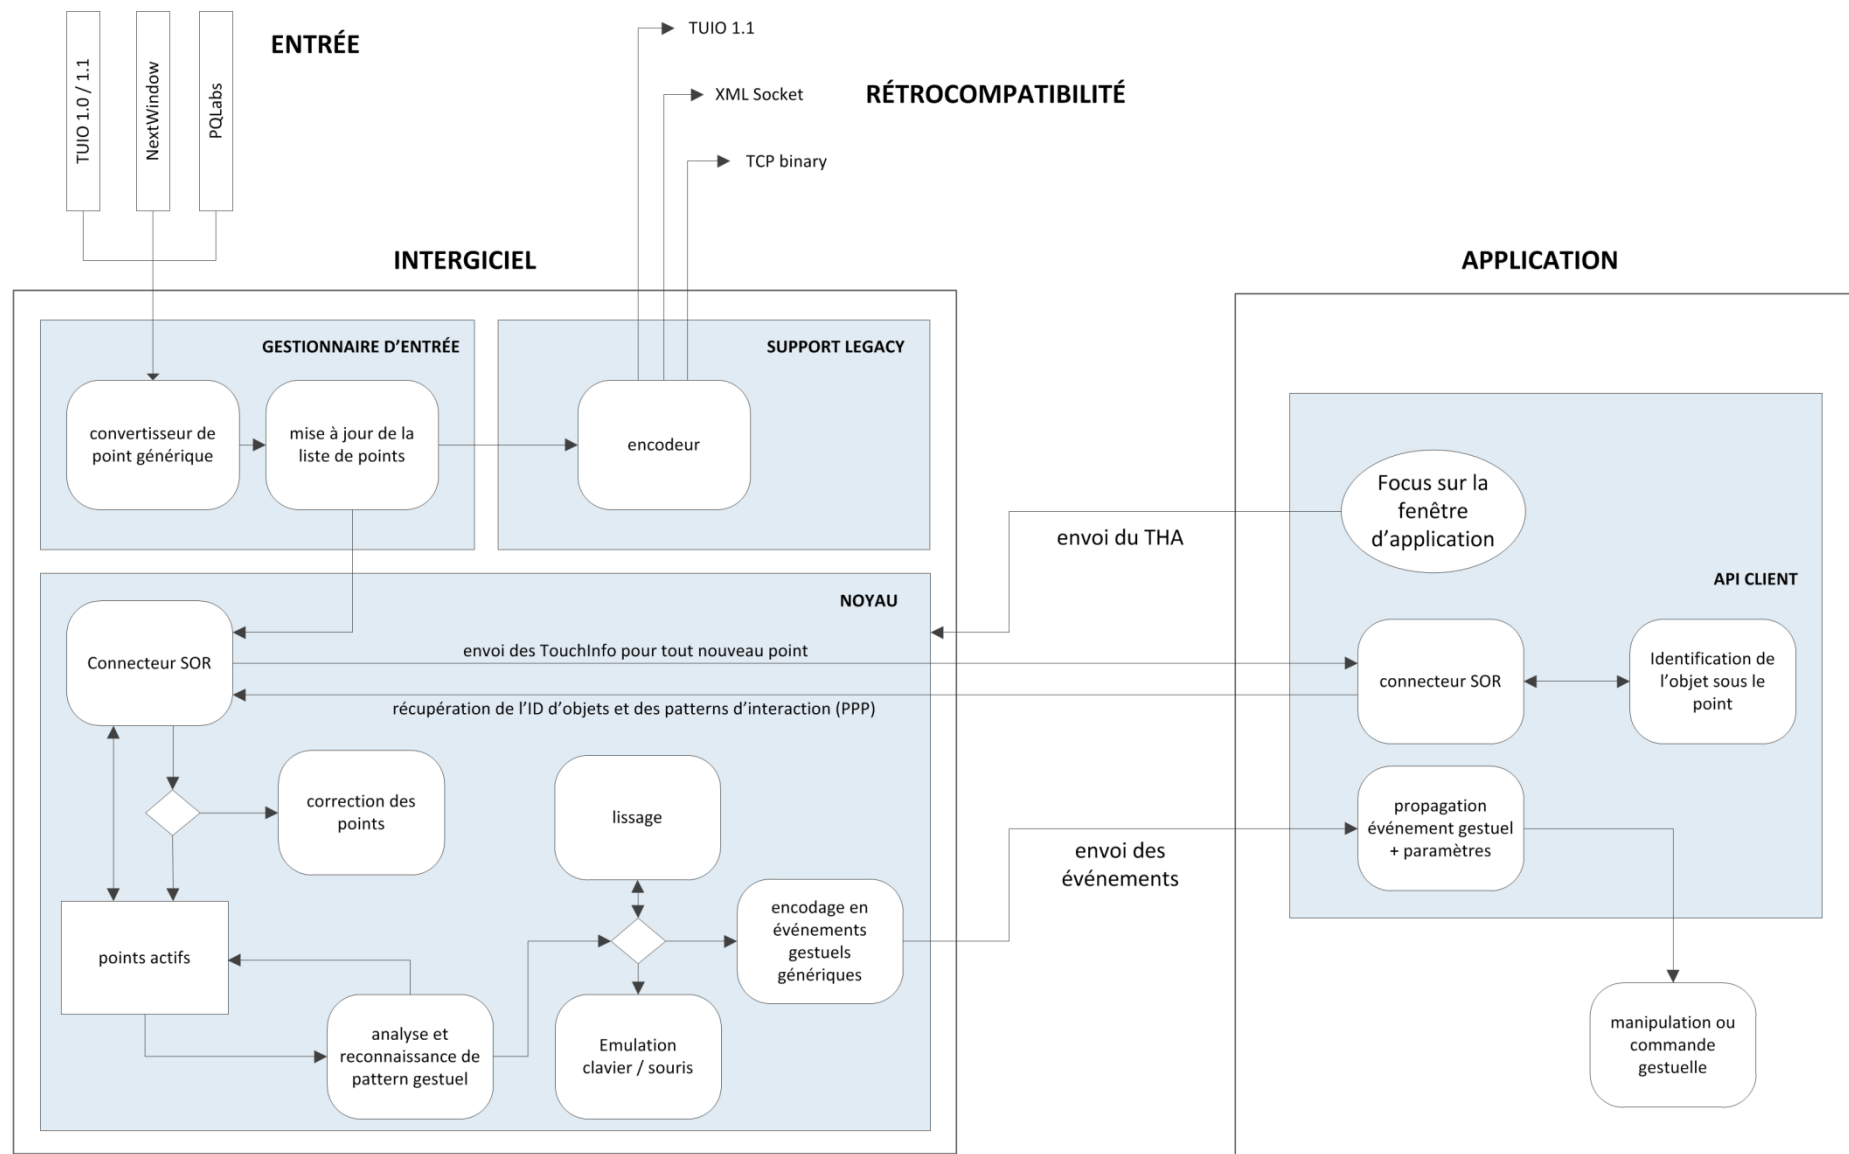 ENTRÉE
TUIO 1.0 / 1.1
NextWindow
PQLabs
TUIO 1.1
XML Socket
RÉTROCOMPATIBILITÉ
TCP binary
INTERGICIEL
APPLICATION
GESTIONNAIRE D’ENTRÉE
convertisseur de
point générique
mise à jour de la
liste de points
SUPPORT LEGACY
encodeur
Focus sur la
fenêtre
d’application
envoi du THA
API CLIENT
NOYAU
Connecteur SOR
envoi des TouchInfo pour tout nouveau point
récupération de l’ID d’objets et des patterns d’interaction (PPP)
connecteur SOR
Identification de
l’objet sous le
point
correction des
points
lissage
propagation
événement gestuel
+ paramètres
envoi des
événements
encodage en
événements
gestuels
génériques
points actifs
analyse et
reconnaissance de
pattern gestuel
Emulation
clavier / souris
manipulation ou
commande
gestuelle